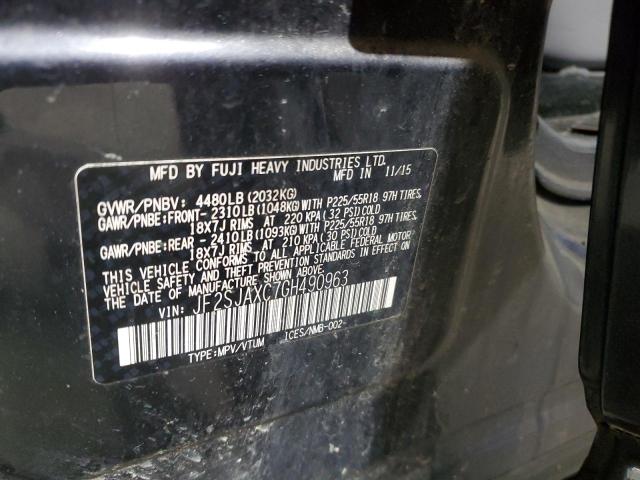 MFD BY FUJI HEAVY INDUSTRIES LTD.
MFD IN 11/15
GVWR/PNBV: 4480LB(2032KG)
GAWR/PNBE:FRONT-2310LB(1048KG)WITH P225/55R18 97H TIRES,
18X7J RIMS AT 220 KPA(32 PSI)COLD
GAWR/PNBE:REAR -2410LB(1093KG)WITH P225/55R18 97H TIRES,
18X7J RIMS AT 210 KPA(30 PSI)COLD
THIS VEHICLE CONFORMS TO ALL APPLICABLE FEDERAL MOTOR
VEHICLE SAFETY STANDARDS IN EFFECT ON
THE DATE OF MANUFACTURE SHOWN ABOVE.
VIN: JF2SJAXC7GH490963
TYPE:MPV/VTUM ICES/NMB-002